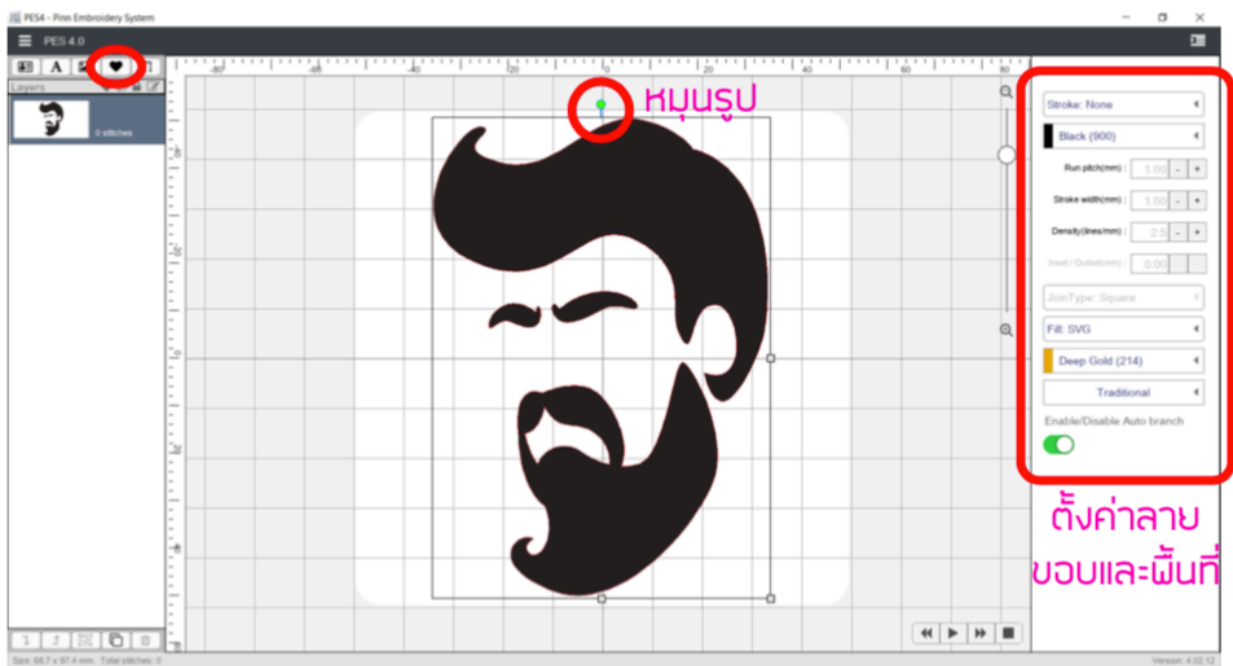 PES4 - Pinn Embroidery System
PES 4.0
A
Layers
0 stitches
หมุนรูป
Stroke: None
Black (900)
Run pitch(mm) : 1.00 - +
Stroke width(mm) : 1.00 - +
Density(lines/mm) : 2.5 - +
Inset / Outset(mm) : 0.00
JoinType: Square
Fill: SVG
Deep Gold (214)
Traditional
Enable/Disable Auto branch
ตั้งค่าลาย
ขอบและพื้นที่
Size: 68.7 x 97.4 mm. Total stitches: 0
Version: 4.02.12